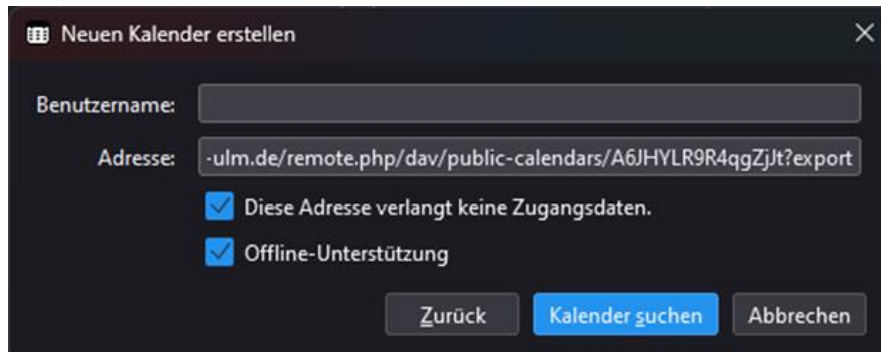 Neuen Kalender erstellen
Benutzername:
Adresse: -ulm.de/remote.php/dav/public-calendars/A6JHYLR9R4qgZjJt?export
Diese Adresse verlangt keine Zugangsdaten.
Offline-Unterstützung
Zurück Kalender suchen Abbrechen